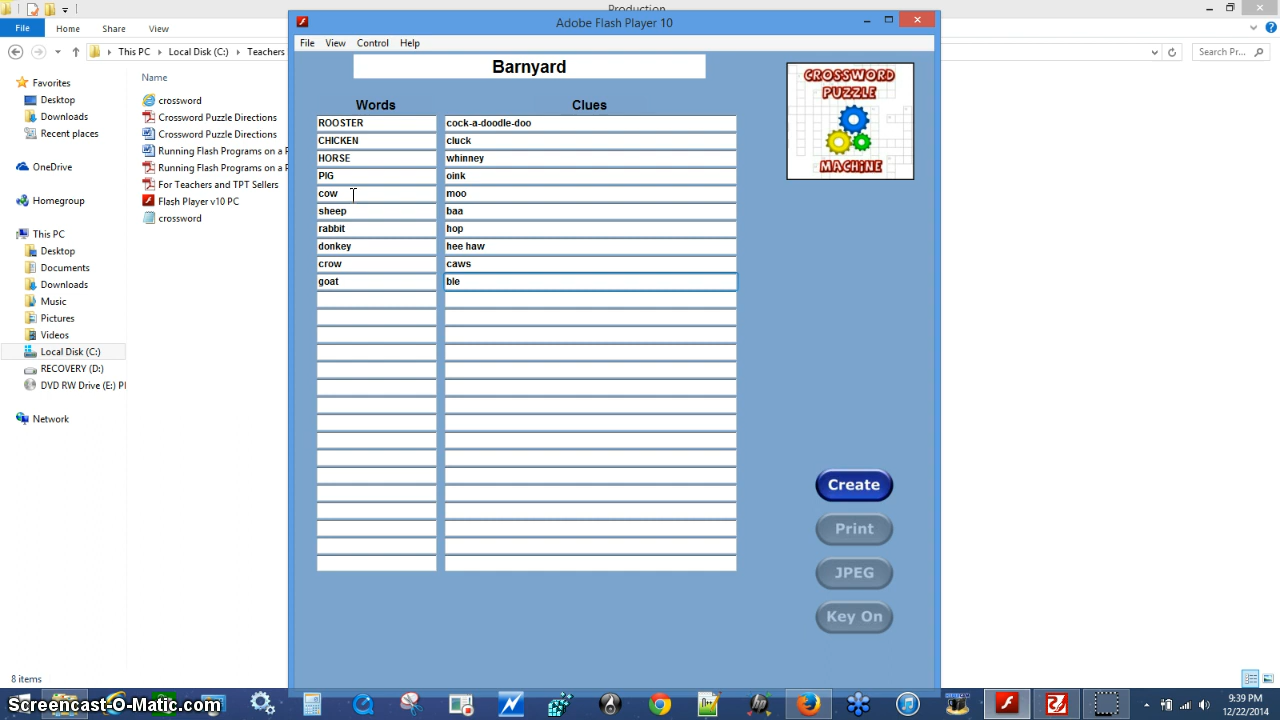 Production
File Home Share View
This PC Local Disk (C:) Teachers
Search Pr...
Favorites
Desktop
Downloads
Recent places
OneDrive
Homegroup
This PC
Desktop
Documents
Downloads
Music
Pictures
Videos
Local Disk (C:)
RECOVERY (D:)
DVD RW Drive (E:) P
Network
8 items
Name
crossword
Crossword Puzzle Directions
Crossword Puzzle Directions
Running Flash Programs on a P
Running Flash Programs on a P
For Teachers and TPT Sellers
Flash Player v10 PC
crossword
Adobe Flash Player 10
File View Control Help
Barnyard
Words Clues
ROOSTER cock-a-doodle-doo
CHICKEN cluck
HORSE whinney
PIG oink
cow moo
sheep baa
rabbit hop
donkey hee haw
crow caws
goat ble
CROSSWORD
PUZZLE
MACHINE
Create
Print
JPEG
Key On
Screencast-O-Matic.com
9:39 PM
12/22/2014